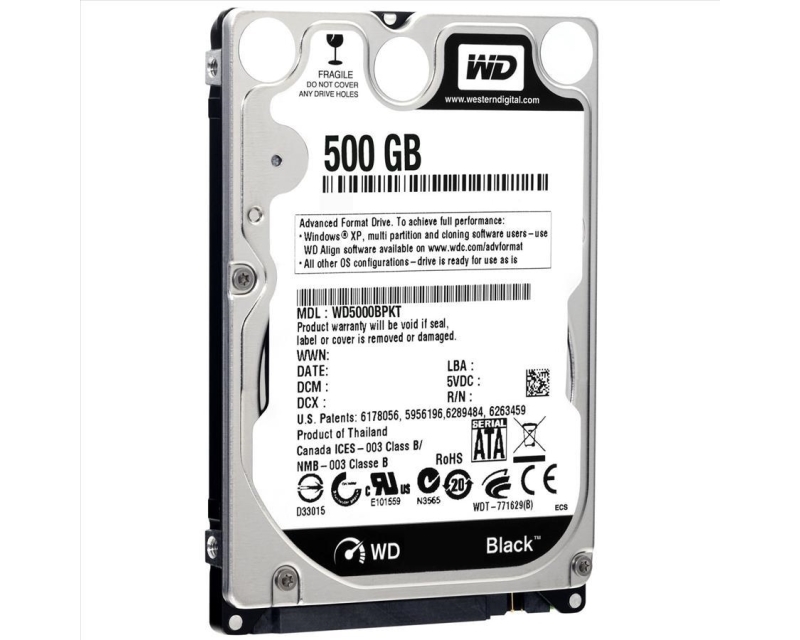 FRAGILE
DO NOT COVER
ANY DRIVE HOLES
WD
www.westerndigital.com
500 GB
Advanced Format Drive. To achieve full performance:
• Windows® XP, multi partition and cloning software users – use
WD Align software available on www.wdc.com/advformat
• All other OS configurations – drive is ready for use as is
MDL : WD5000BPKT
Product warranty will be void if seal,
label or cover is removed or damaged.
WWN:
DATE: LBA :
DCM : 5VDC :
DCX : R/N :
U.S. Patents: 6178056, 5956196,6289484, 6263459
Product of Thailand
Canada ICES – 003 Class B/
NMB – 003 Classe B
RoHS
SERIAL
ATA
D33015
c RU us
E101559
N3565
20
WDT – 771629(B)
CE
ECS
WD Black™